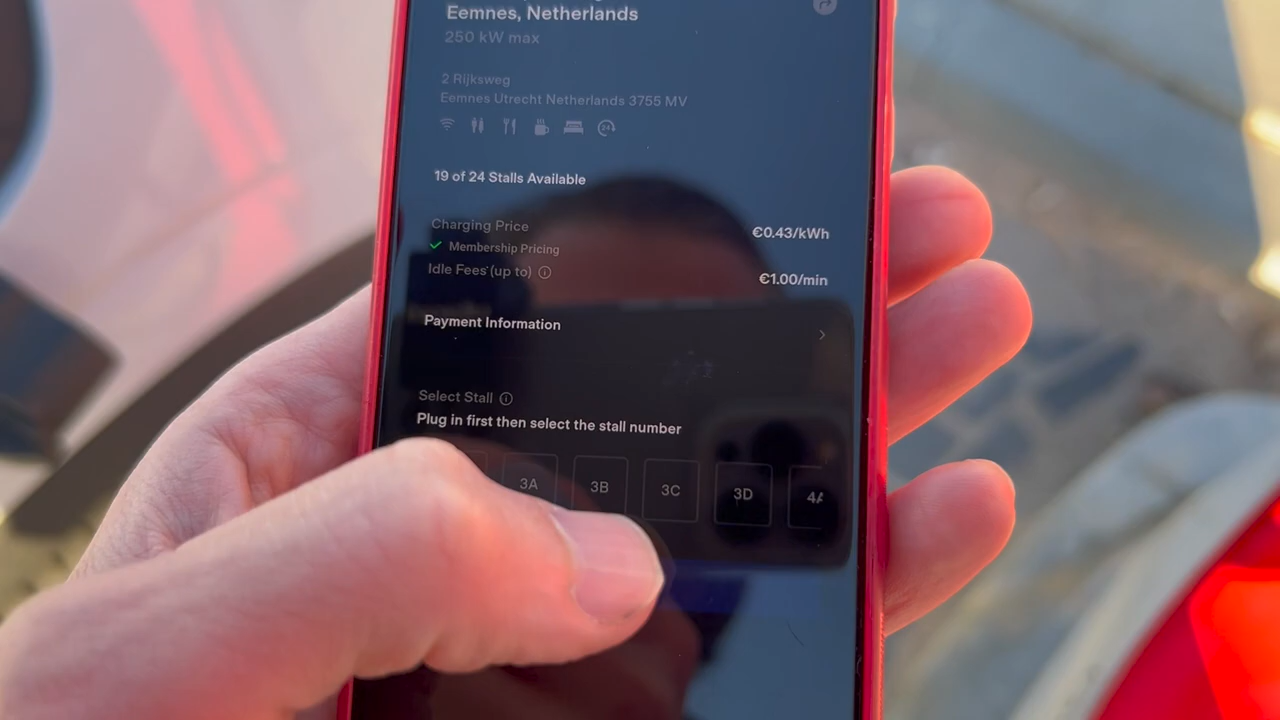 Eemnes, Netherlands
250 kW max
2 Rijksweg
Eemnes Utrecht Netherlands 3755 MV
24
19 of 24 Stalls Available
Charging Price €0.43/kWh
Membership Pricing
Idle Fees (up to) €1.00/min
Payment Information
Select Stall
Plug in first then select the stall number
3A 3B 3C 3D